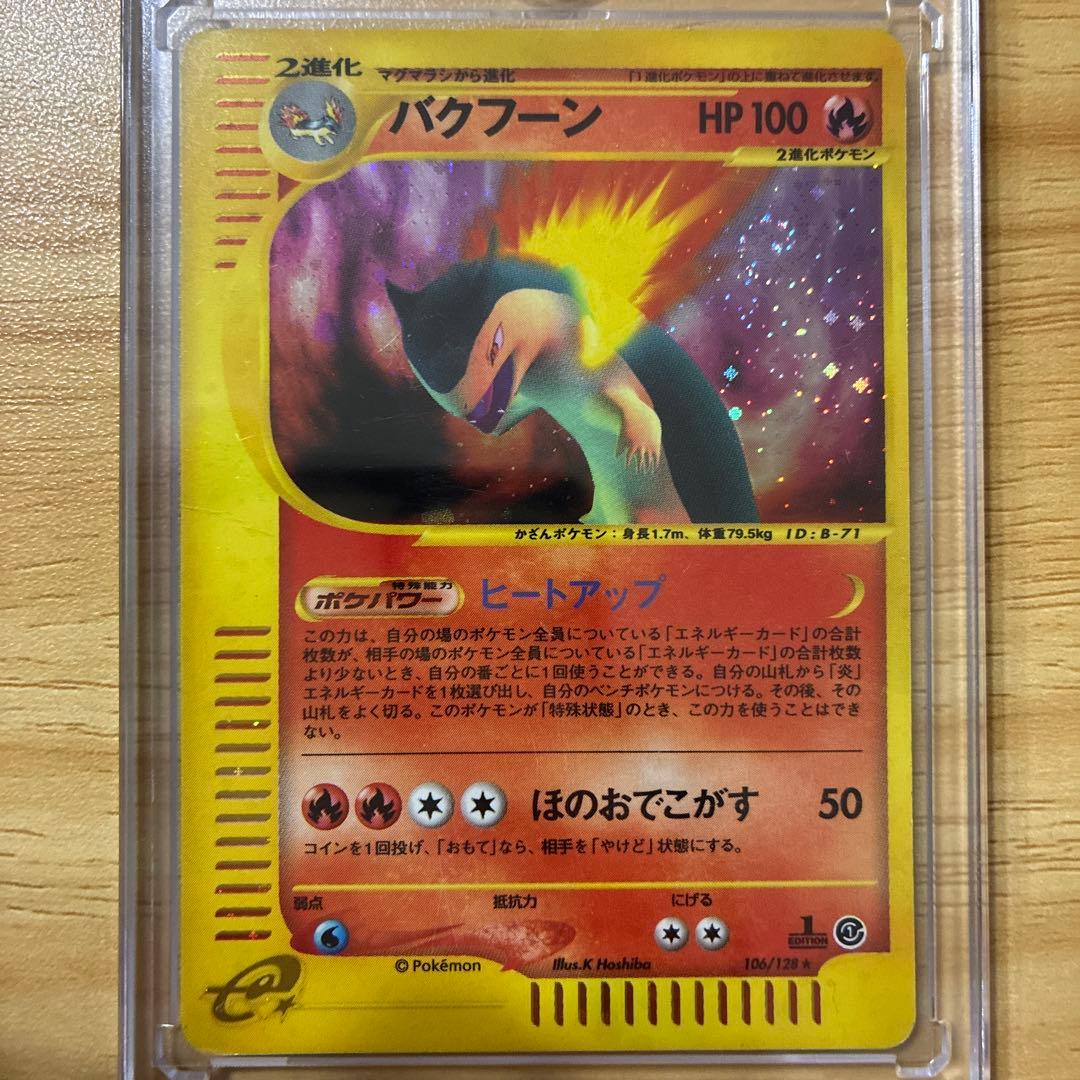 2進化 マグマラシから進化 「1進化ポケモン」の上に重ねて進化させます。
バクフーン HP 100
2進化ポケモン
かざんポケモン：身長1.7m、体重79.5kg ID：B-71
特殊能力
ポケパワー ヒートアップ
この力は、自分の場のポケモン全員についている「エネルギーカード」の合計
枚数が、相手の場のポケモン全員についている「エネルギーカード」の合計枚数
より少ないとき、自分の番ごとに1回使うことができる。自分の山札から「炎」
エネルギーカードを1枚選び出し、自分のベンチポケモンにつける。その後、その
山札をよく切る。このポケモンが「特殊状態」のとき、この力を使うことはでき
ない。
ほのおでこがす 50
コインを1回投げ、「おもて」なら、相手を「やけど」状態にする。
弱点 抵抗力 にげる
1 EDITION
© Pokémon Illus.K Hoshiba 106/128 ★
e